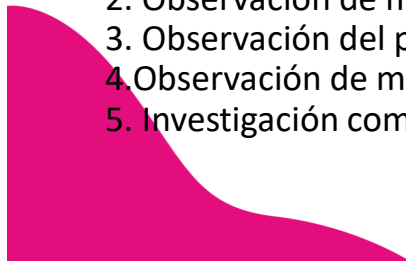 2. Observación de
3. Observación del
4.Observación de
5. Investigación